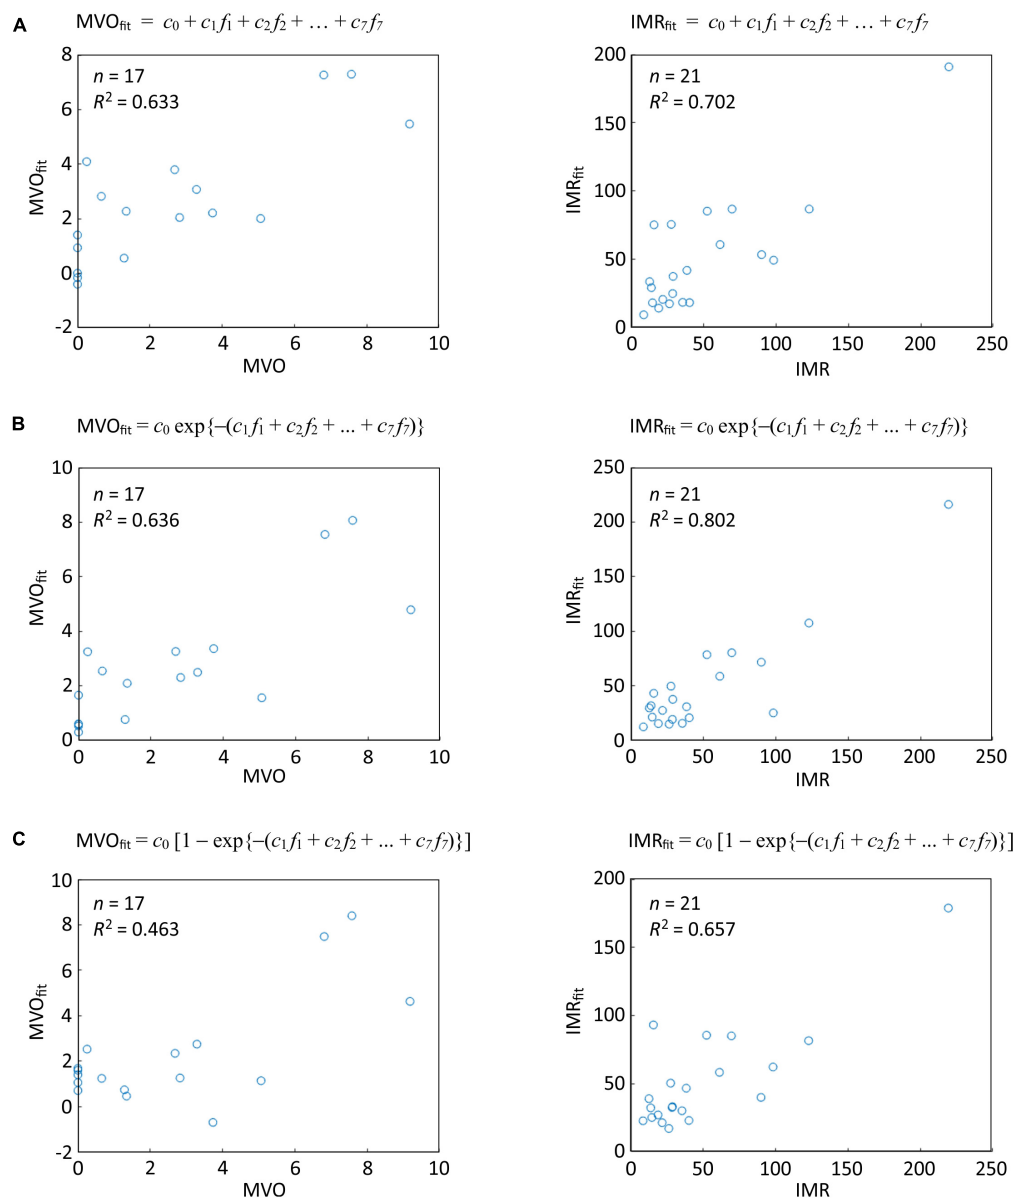 A
MVOfit = c0 + c1f1 + c2f2 + … + c7f7
IMRfit = c0 + c1f1 + c2f2 + … + c7f7
8
6
4
2
0
-2
MVOfit
n = 17
R2 = 0.633
0 2 4 6 8 10
MVO
200
150
100
50
0
IMRfit
n = 21
R2 = 0.702
0 50 100 150 200 250
IMR
B
MVOfit = c0 exp{–(c1f1 + c2f2 + ... + c7f7)}
IMRfit = c0 exp{–(c1f1 + c2f2 + ... + c7f7)}
10
8
6
4
2
0
MVOfit
n = 17
R2 = 0.636
0 2 4 6 8 10
MVO
250
200
150
100
50
0
IMRfit
n = 21
R2 = 0.802
0 50 100 150 200 250
IMR
C
MVOfit = c0 [1 – exp{–(c1f1 + c2f2 + ... + c7f7)}]
IMRfit = c0 [1 – exp{–(c1f1 + c2f2 + ... + c7f7)}]
10
8
6
4
2
0
-2
MVOfit
n = 17
R2 = 0.463
0 2 4 6 8 10
MVO
200
150
100
50
0
IMRfit
n = 21
R2 = 0.657
0 50 100 150 200 250
IMR